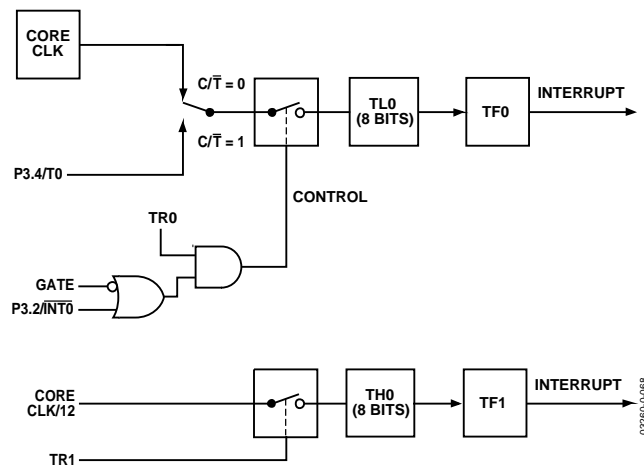 CORE
CLK
C/T̅ = 0
TL0
(8 BITS)
TF0
INTERRUPT
C/T̅ = 1
P3.4/T0
CONTROL
TR0
GATE
P3.2/I̅N̅T̅0̅
CORE
CLK/12
TH0
(8 BITS)
TF1
INTERRUPT
TR1
03260-0-068